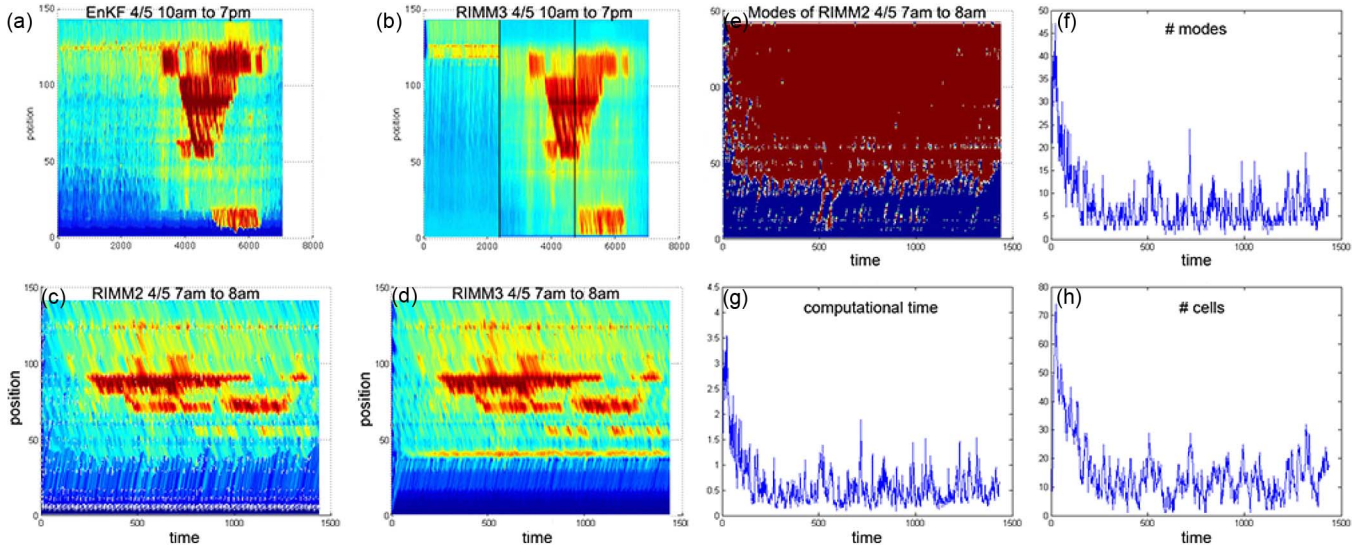 (a)
EnKF 4/5 10am to 7pm
150
100
50
0
position
0 2000 4000 6000 8000
(b)
RIMM3 4/5 10am to 7pm
150
100
50
0
position
0 2000 4000 6000 8000
(e)
Modes of RIMM2 4/5 7am to 8am
50
00
50
0
0 500 1000 1500
time
(f)
# modes
50
45
40
35
30
25
20
15
10
5
0
0 500 1000 1500
(c)
RIMM2 4/5 7am to 8am
150
100
50
0
position
0 500 1000 1500
time
(d)
RIMM3 4/5 7am to 8am
150
100
50
0
position
0 500 1000 1500
time
(g)
computational time
4.5
4
3.5
3
2.5
2
1.5
1
0.5
0
0 500 1000 1500
time
(h)
# cells
80
70
60
50
40
30
20
10
0
0 500 1000 1500
time